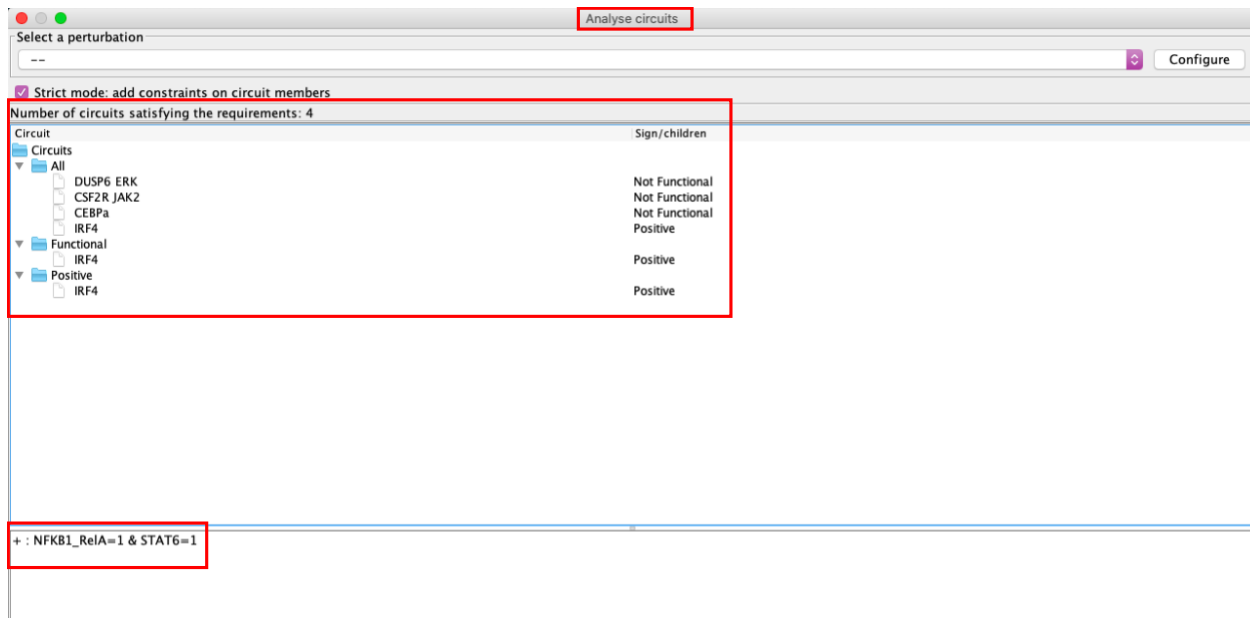 Analyse circuits
Select a perturbation
--
Configure
Strict mode: add constraints on circuit members
Number of circuits satisfying the requirements: 4
Circuit Sign/children
Circuits
All
DUSP6 ERK Not Functional
CSF2R JAK2 Not Functional
CEBPa Not Functional
IRF4 Positive
Functional
IRF4 Positive
Positive
IRF4 Positive
+ : NFKB1_RelA=1 & STAT6=1